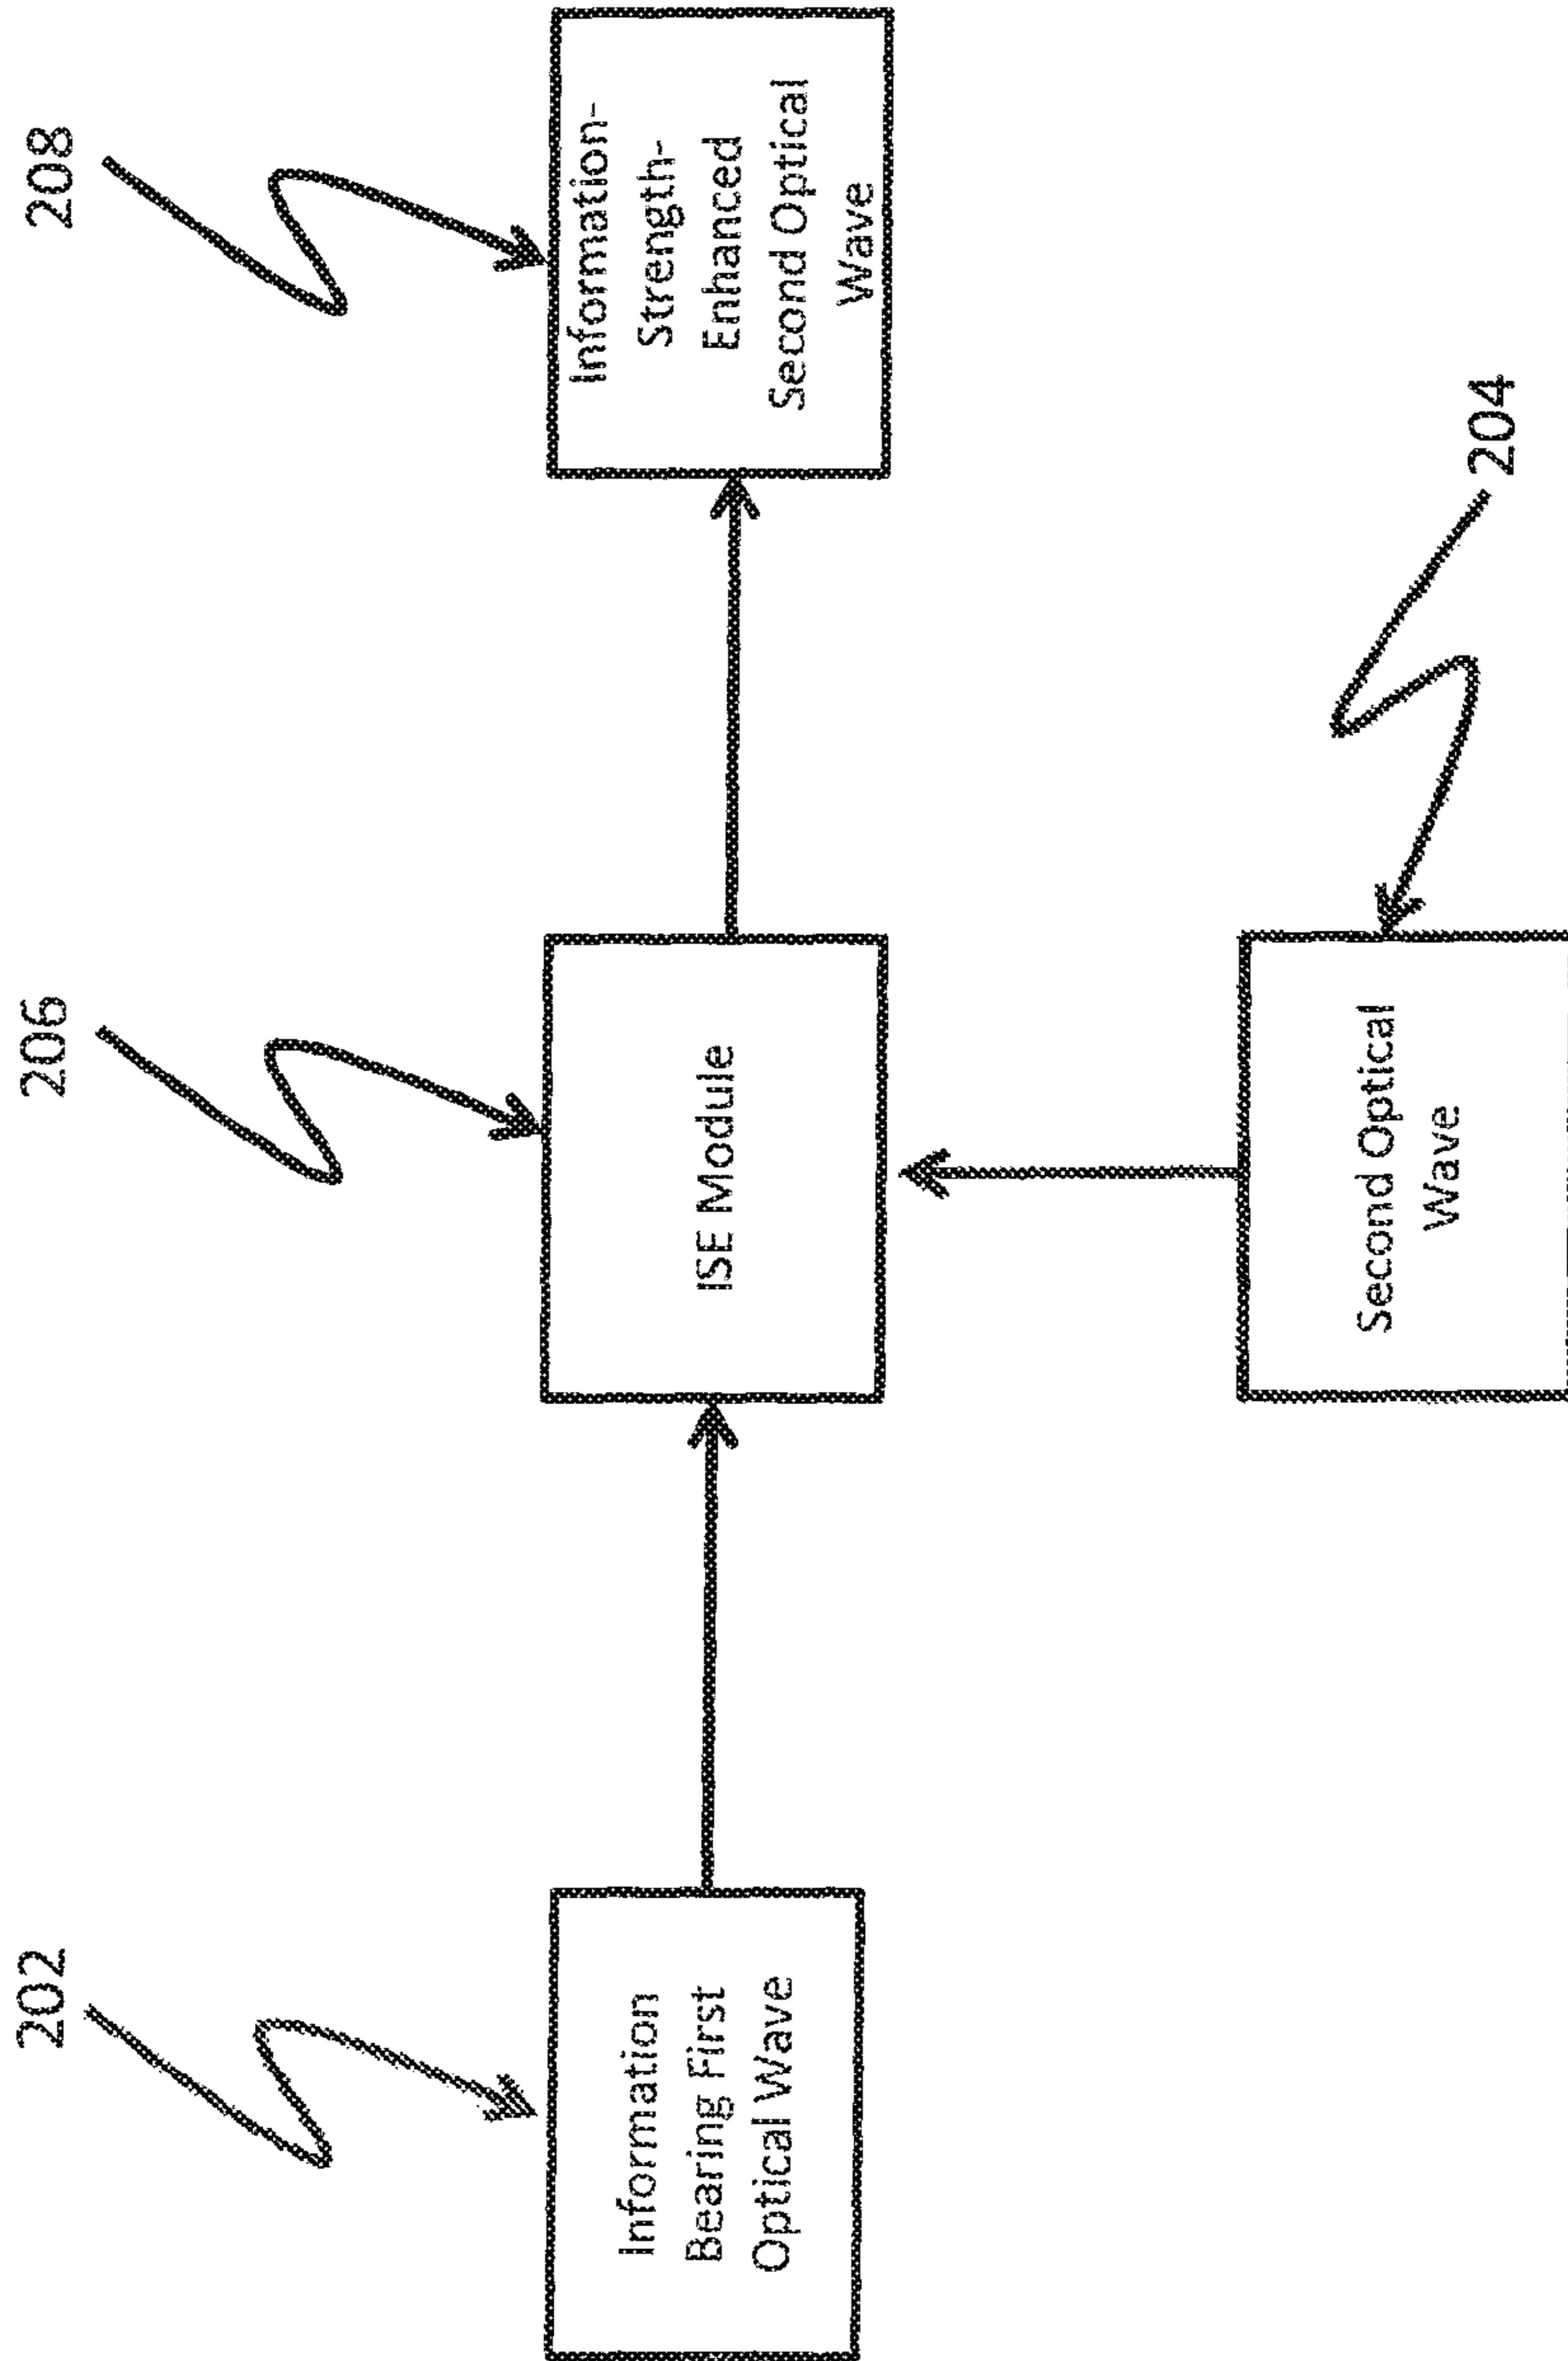 202
206
208
Information
Bearing First
Optical Wave
ISE Module
Information-
Strength-
Enhanced
Second Optical
Wave
204
Second Optical
Wave